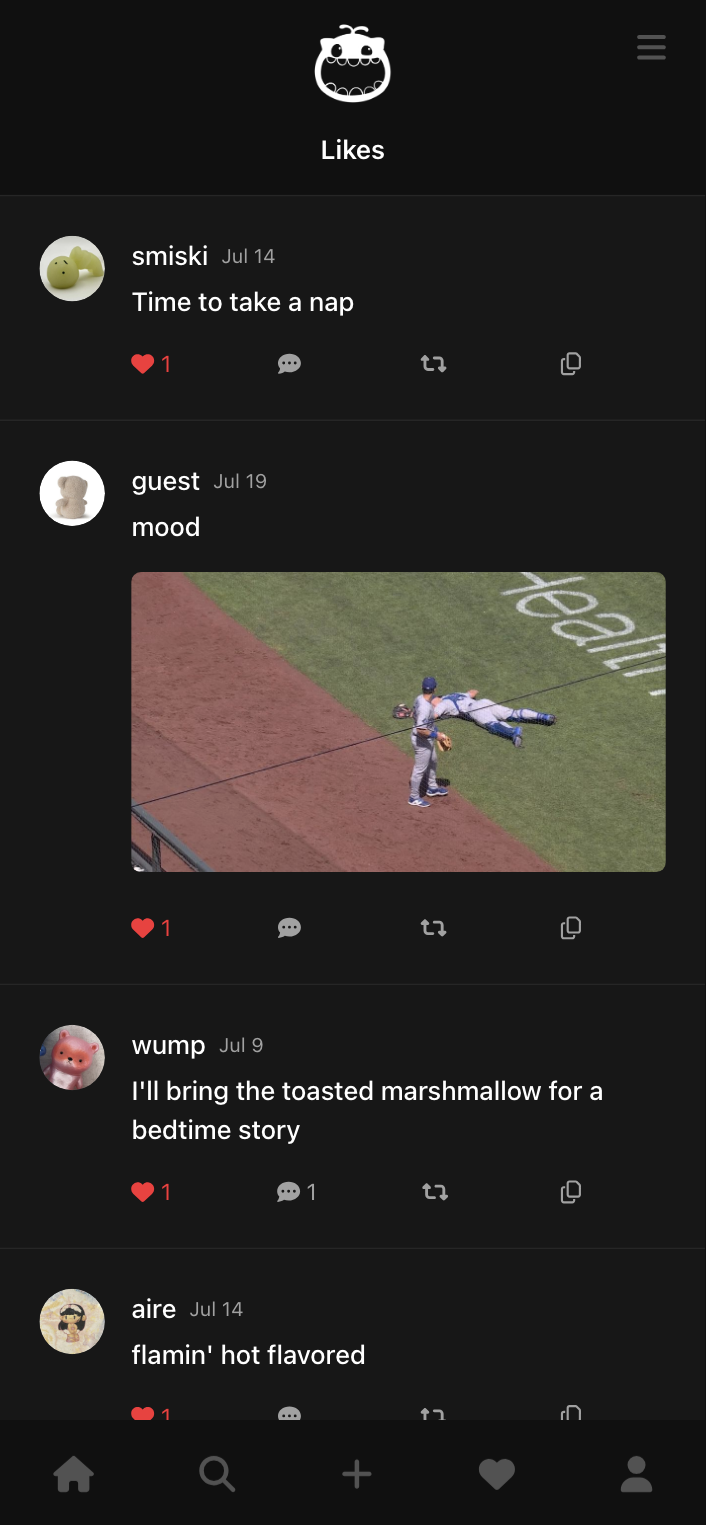 Likes
smiski Jul 14
Time to take a nap
1
guest Jul 19
mood
1
wump Jul 9
I'll bring the toasted marshmallow for a
bedtime story
1 1
aire Jul 14
flamin' hot flavored
1